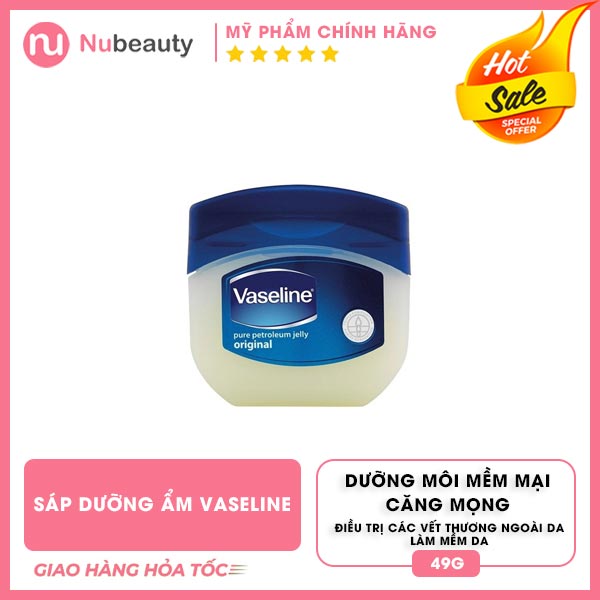 nu Nubeauty
MỸ PHẨM CHÍNH HÃNG
Hot
Sale
SPECIAL
OFFER
Vaseline®
pure petroleum jelly
original
SÁP DƯỠNG ẨM VASELINE
DƯỠNG MÔI MỀM MẠI
CĂNG MỌNG
ĐIỀU TRỊ CÁC VẾT THƯƠNG NGOÀI DA
LÀM MỀM DA
49G
GIAO HÀNG HỎA TỐC